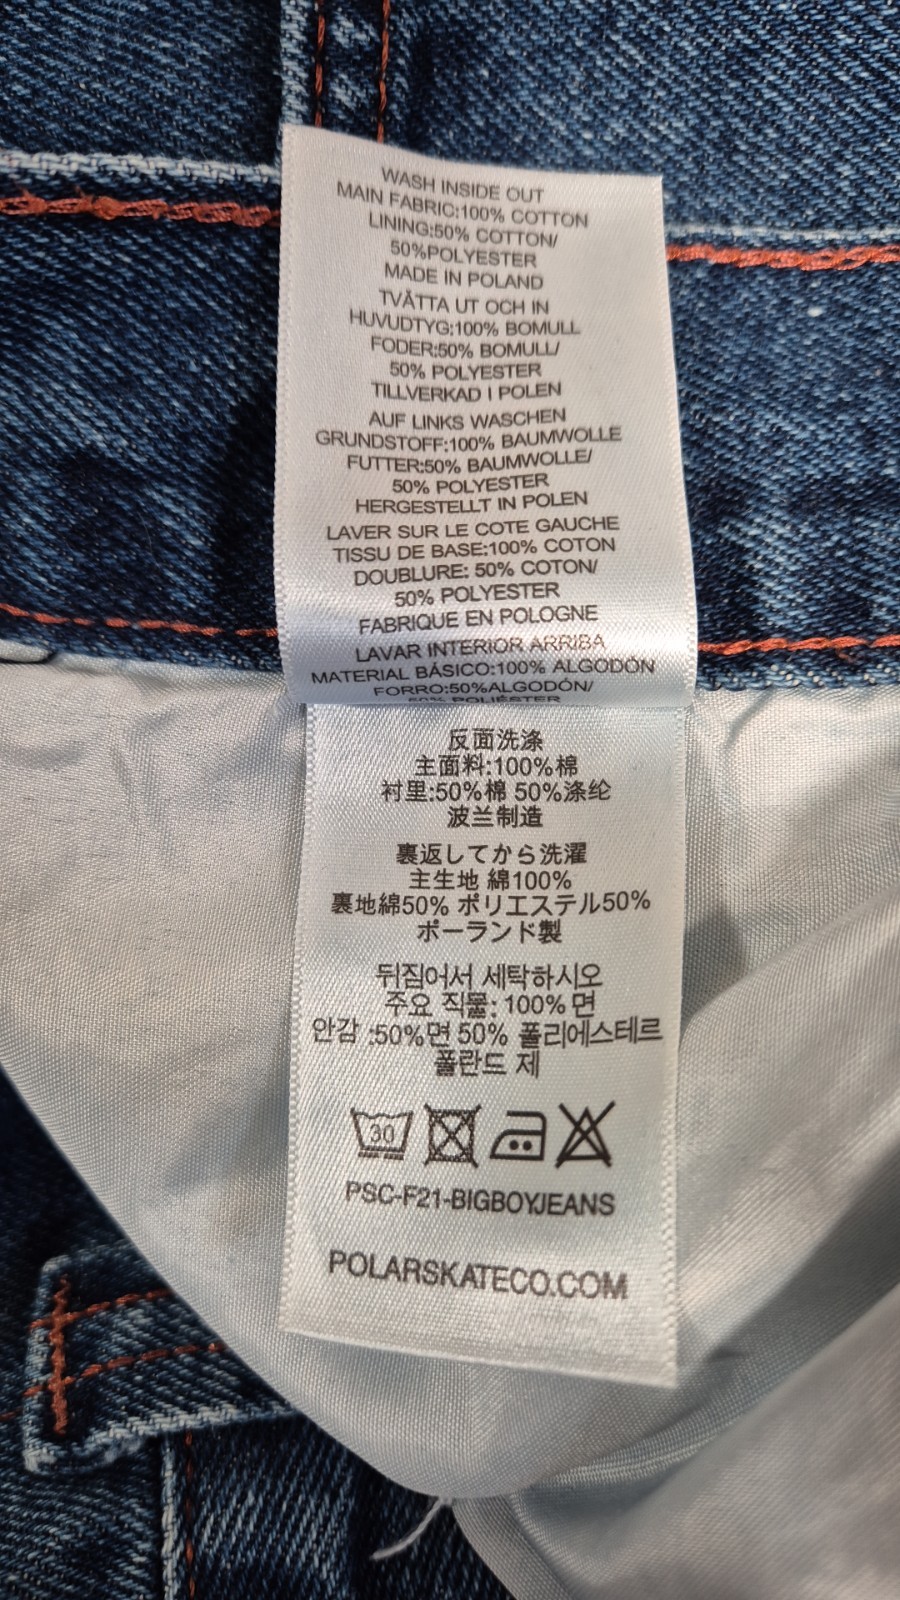 WASH INSIDE OUT
MAIN FABRIC:100% COTTON
LINING:50% COTTON/
50%POLYESTER
MADE IN POLAND
TVÄTTA UT OCH IN
HUVUDTYG:100% BOMULL
FODER:50% BOMULL/
50% POLYESTER
TILLVERKAD I POLEN
AUF LINKS WASCHEN
GRUNDSTOFF:100% BAUMWOLLE
FUTTER:50% BAUMWOLLE/
50% POLYESTER
HERGESTELLT IN POLEN
LAVER SUR LE COTE GAUCHE
TISSU DE BASE:100% COTON
DOUBLURE: 50% COTON/
50% POLYESTER
FABRIQUE EN POLOGNE
LAVAR INTERIOR ARRIBA
MATERIAL BÁSICO:100% ALGODÓN
FORRO:50%ALGODÓN/
50% POLIÉSTER
反面洗涤
主面料:100%棉
衬里:50%棉 50%涤纶
波兰制造
裏返してから洗濯
主生地 綿100%
裏地綿50% ポリエステル50%
ポーランド製
뒤짐어서 세탁하시오
주요 직물: 100% 면
안감 :50%면 50% 폴리에스테르
폴란드 제
30
PSC-F21-BIGBOYJEANS
POLARSKATECO.COM